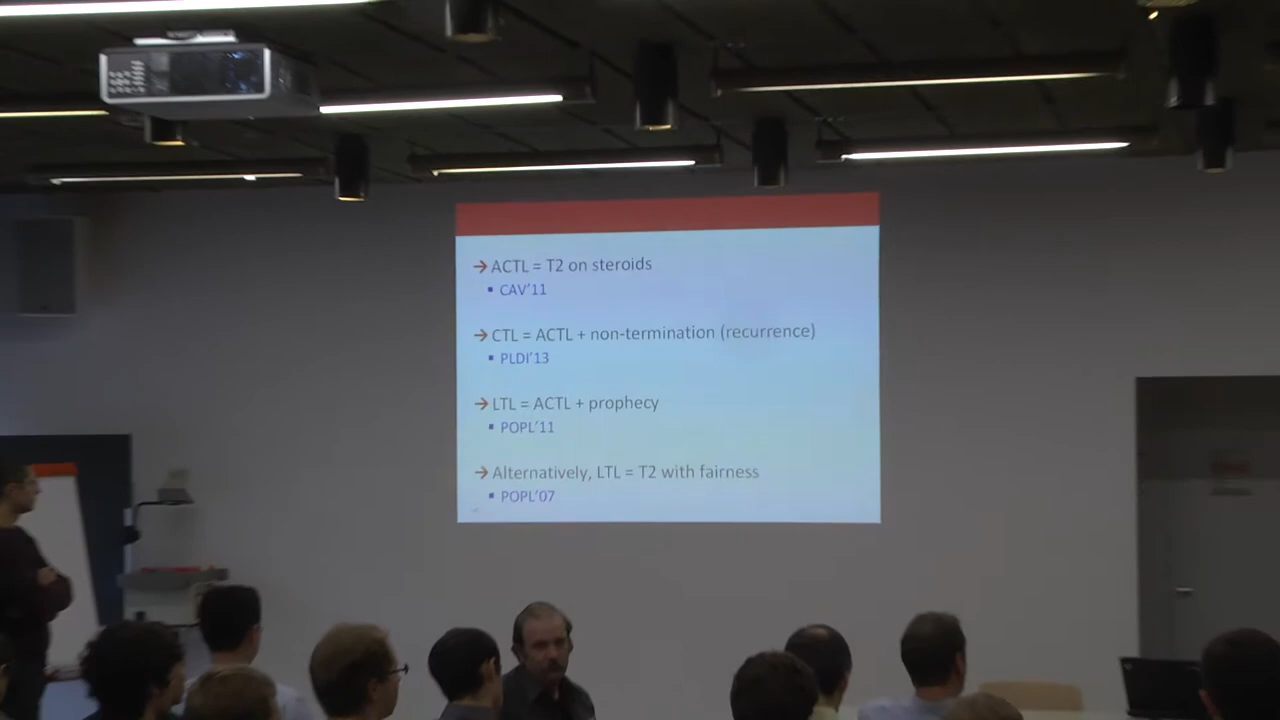 → ACTL = T2 on steroids
▪ CAV'11
→ CTL = ACTL + non-termination (recurrence)
▪ PLDI'13
→ LTL = ACTL + prophecy
▪ POPL'11
→ Alternatively, LTL = T2 with fairness
▪ POPL'07